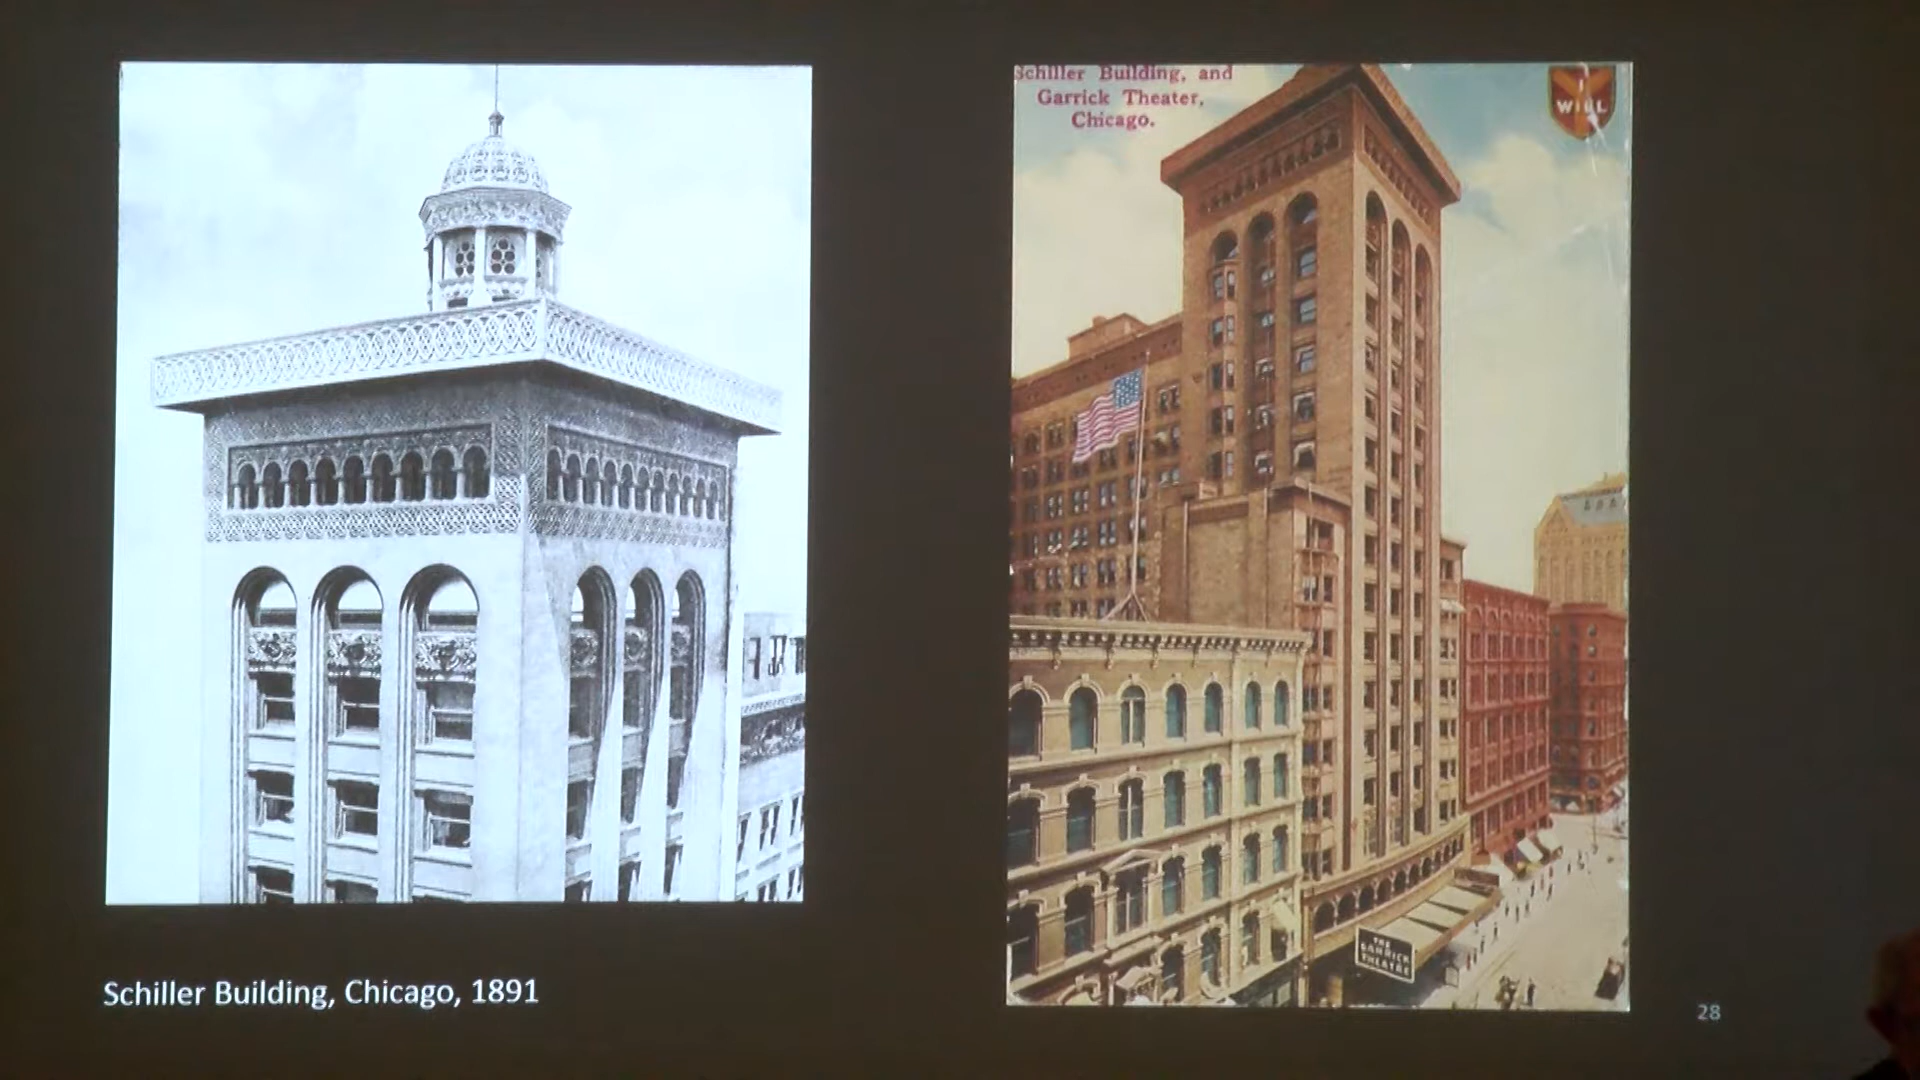 Schiller Building, and
Garrick Theater,
Chicago.
I
WILL
THE
GARRICK
THEATRE
Schiller Building, Chicago, 1891
28